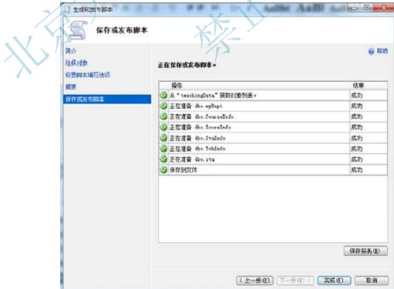 生成和发布脚本
保存或发布脚本
简介
选择对象
设置脚本编写选项
摘要
保存或发布脚本
帮助
正在保存或发布脚本。
操作 结果
从“teachingData”获取对象列表。 成功
正在准备 dbo. 成功
正在准备 dbo.CourseInfo 成功
正在准备 dbo.ScoreInfo 成功
正在准备 dbo.StuInfo 成功
正在准备 dbo.TchInfo 成功
正在准备 dbo.stu 成功
保存到文件 成功
保存报表(R)
<上一步(P) 下一步(N)> 完成(F) 取消
北京
禁止